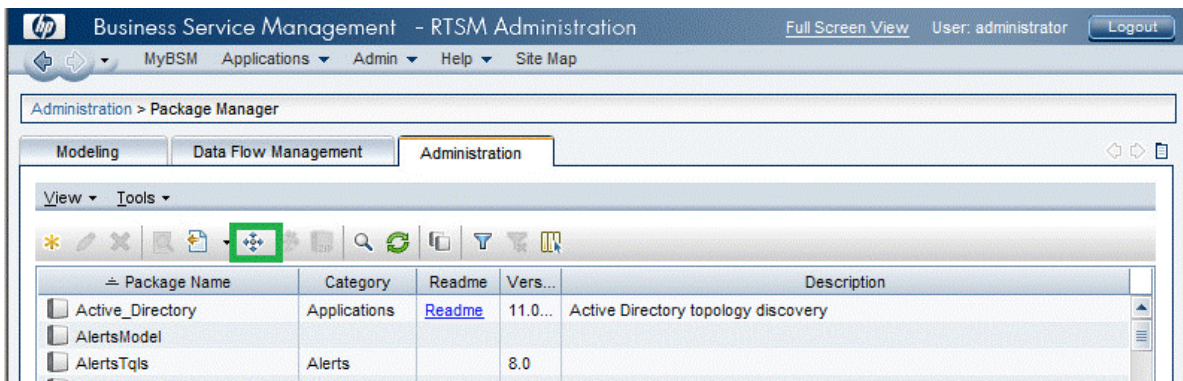 hp Business Service Management - RTSM Administration Full Screen View User: administrator Logout
MyBSM Applications Admin Help Site Map
Administration > Package Manager
Modeling Data Flow Management Administration
View Tools
Package Name Category Readme Vers... Description
Active_Directory Applications Readme 11.0... Active Directory topology discovery
AlertsModel
AlertsTqls Alerts 8.0